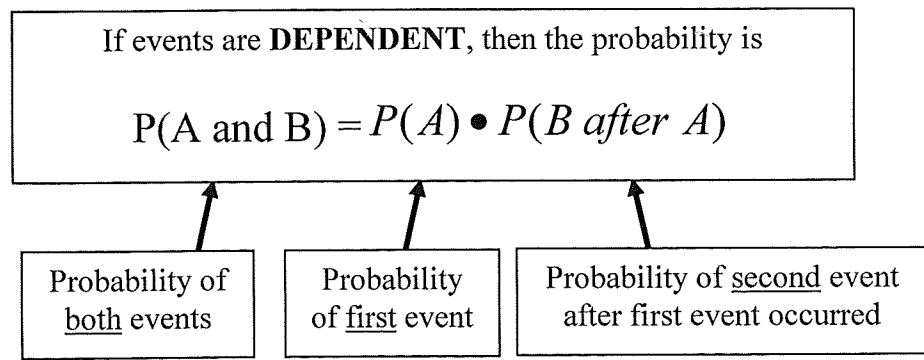 If events are DEPENDENT, then the probability is
P(A and B) = P(A) • P(B after A)
Probability of
both events
Probability
of first event
Probability of second event
after first event occurred